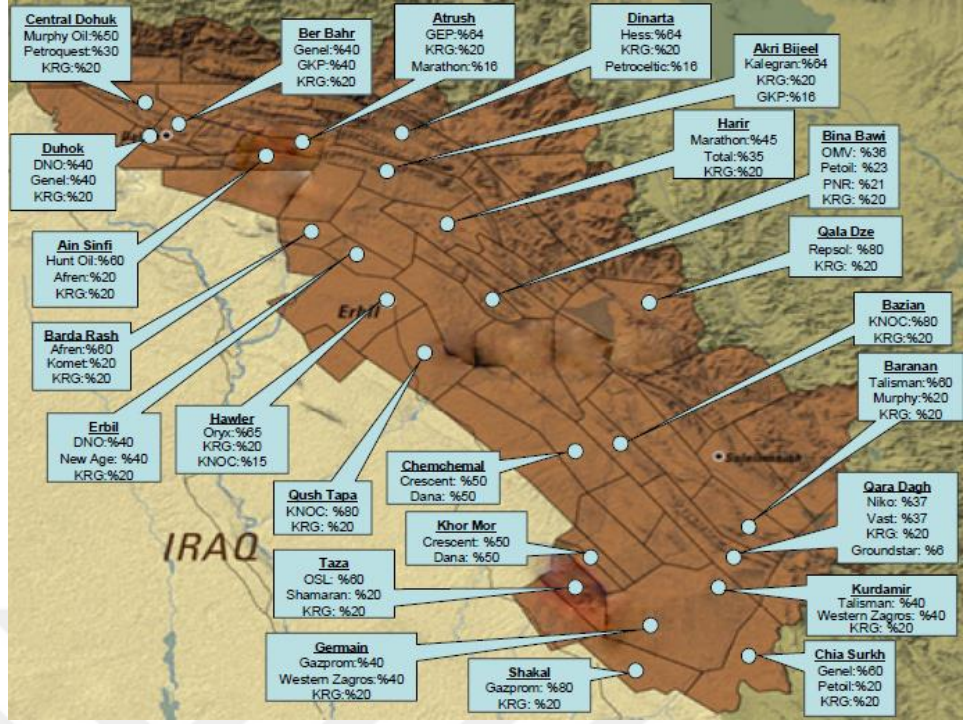 Central Dohuk
Murphy Oil:%50
Petroquest:%30
KRG:%20
Ber Bahr
Genel:%40
GKP:%40
KRG:%20
Atrush
GEP:%64
KRG:%20
Marathon:%16
Dinarta
Hess:%64
KRG:%20
Petroceltic:%16
Akri Bijeel
Kalegran:%64
KRG:%20
GKP:%16
Duhok
DNO:%40
Genel:%40
KRG:%20
Harir
Marathon:%45
Total:%35
KRG:%20
Bina Bawi
OMV: %36
Petoil: %23
PNR: %21
KRG: %20
Ain Sinfi
Hunt Oil:%60
Afren:%20
KRG:%20
Qala Dze
Repsol: %80
KRG: %20
Erbil
Barda Rash
Afren:%60
Komet:%20
KRG:%20
Bazian
KNOC:%80
KRG:%20
Baranan
Talisman:%60
Murphy:%20
KRG: %20
Erbil
DNO:%40
New Age: %40
KRG:%20
Hawler
Oryx:%65
KRG:%20
KNOC:%15
Chemchemal
Crescent: %50
Dana: %50
Qush Tapa
KNOC: %80
KRG: %20
Qara Dagh
Niko: %37
Vast: %37
KRG: %20
Groundstar: %6
Khor Mor
Crescent: %50
Dana: %50
IRAQ
Taza
OSL: %60
Shamaran: %20
KRG: %20
Kurdamir
Talisman: %40
Western Zagros: %40
KRG: %20
Germain
Gazprom:%40
Western Zagros:%40
KRG:%20
Shakal
Gazprom: %80
KRG: %20
Chia Surkh
Genel:%60
Petoil:%20
KRG:%20